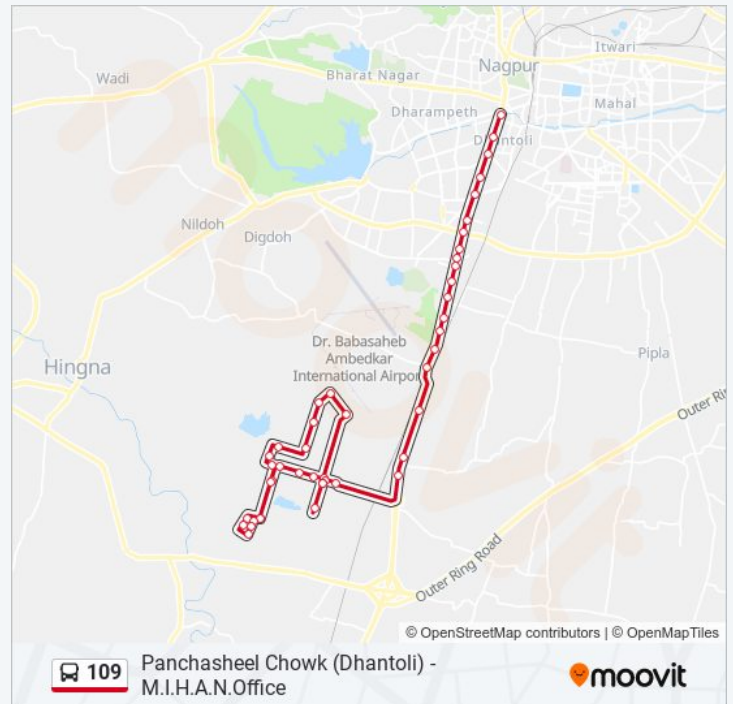 Itwari
Nagpur
Wadi
Bharat Nagar
Mahal
Dharampeth
Dhantoli
Nildoh
Digdoh
Dr. Babasaheb
Ambedkar
International Airport
Pipla
Hingna
Outer Rin
Outer Ring Road
© OpenStreetMap contributors | © OpenMapTiles
109
Panchasheel Chowk (Dhantoli) -
M.I.H.A.N.Office
moovit